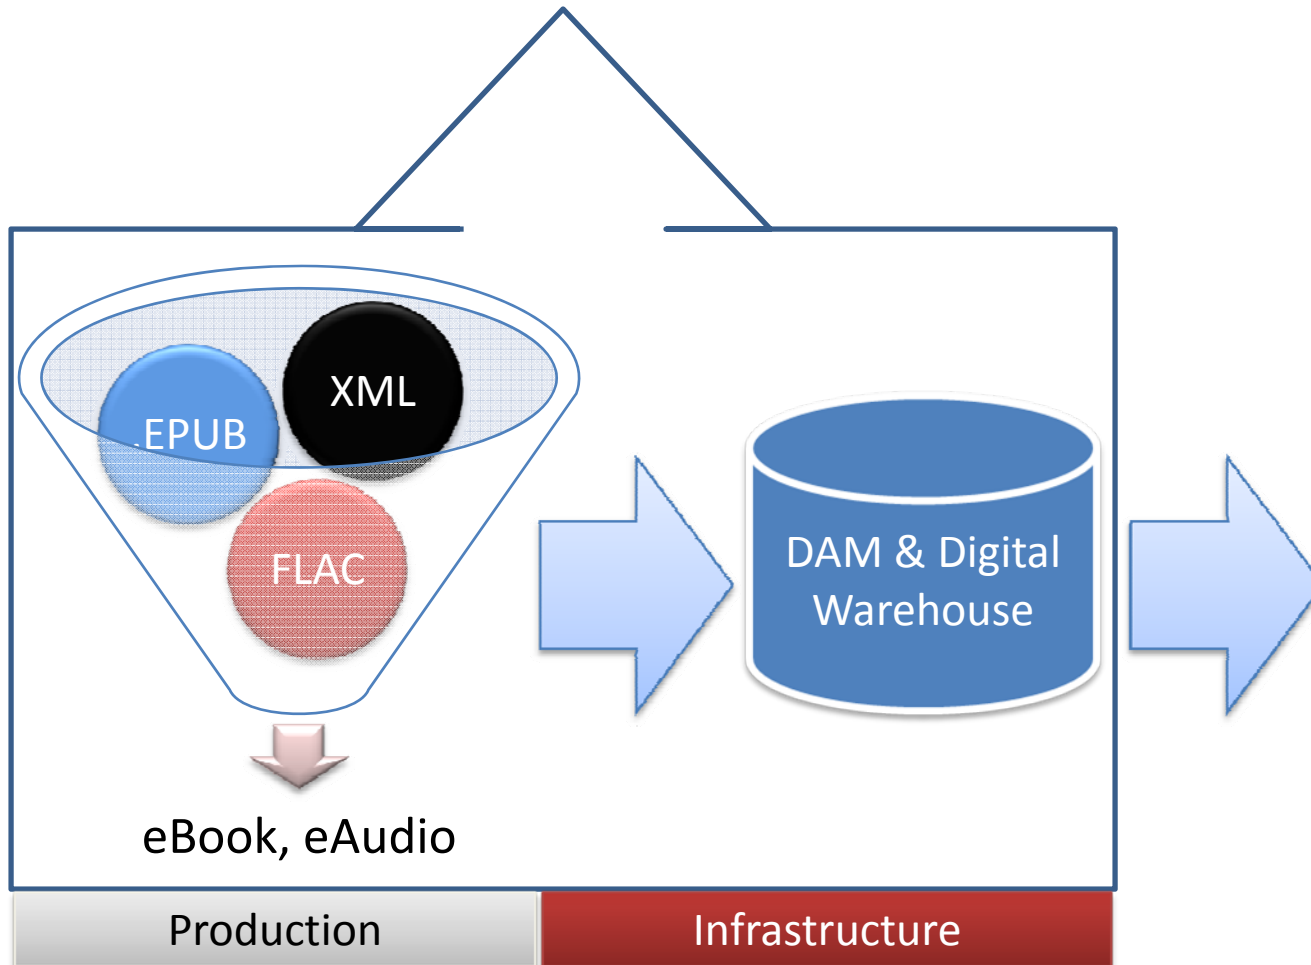 XML
.EPUB
FLAC
DAM & Digital
Warehouse
eBook, eAudio
Production
Infrastructure